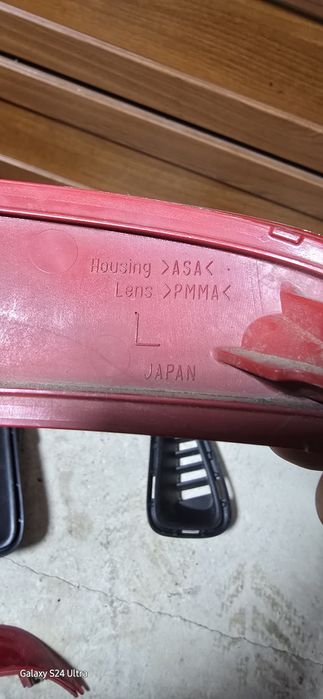 Housing >ASA<
Lens >PMMA<
L
JAPAN
Galaxy S24 Ultra